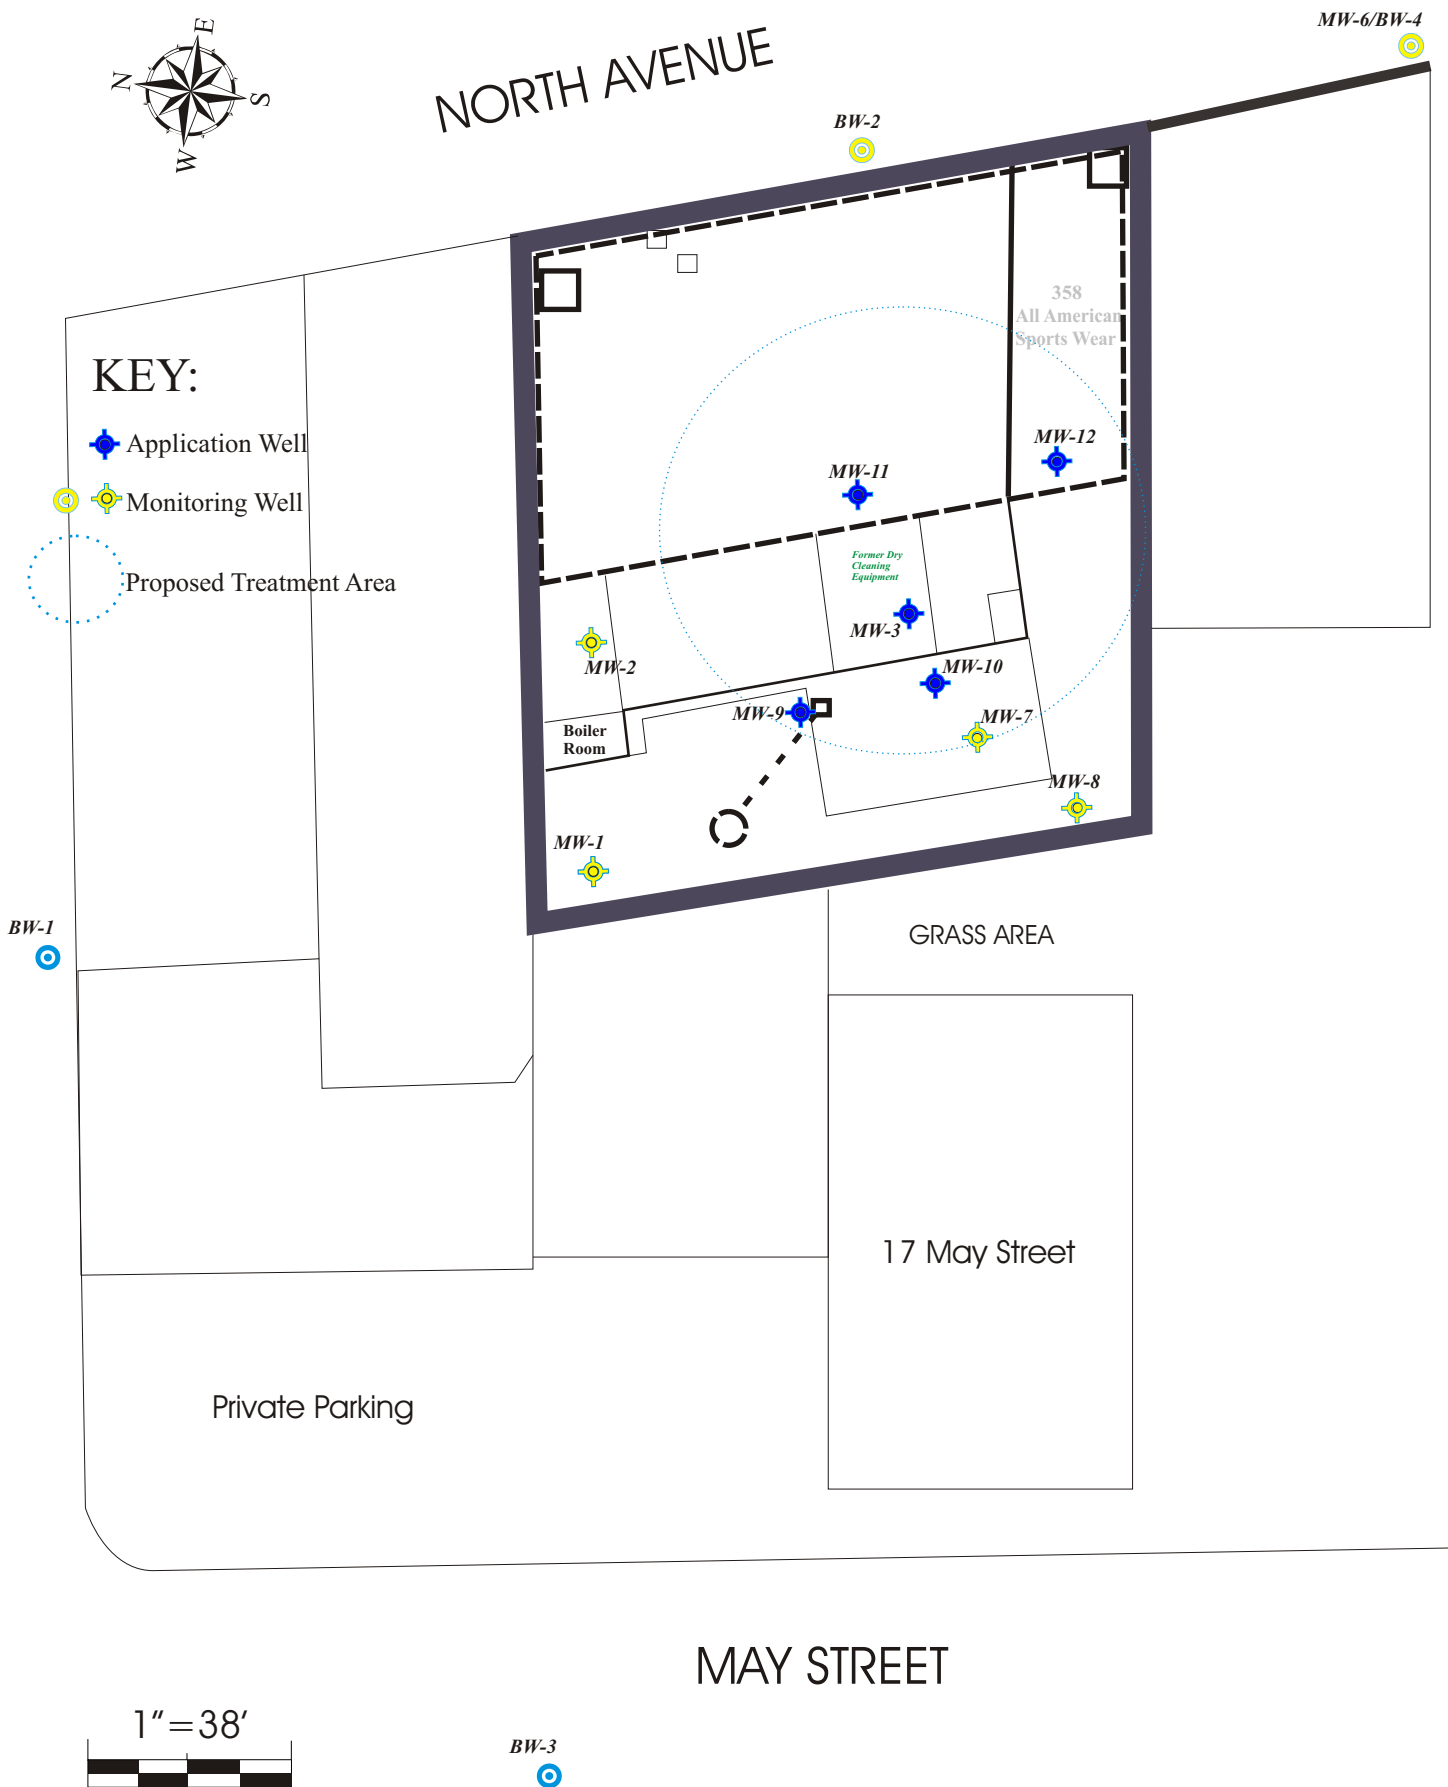 MW-6/BW-4
E
N
S
W
NORTH AVENUE
BW-2
358
All American
Sports Wear
KEY:
Application Well
Monitoring Well
Proposed Treatment Area
MW-12
MW-11
Former Dry
Cleaning
Equipment
MW-3
MW-2
MW-10
MW-9
MW-7
Boiler
Room
MW-8
MW-1
BW-1
GRASS AREA
17 May Street
Private Parking
MAY STREET
1"=38'
BW-3